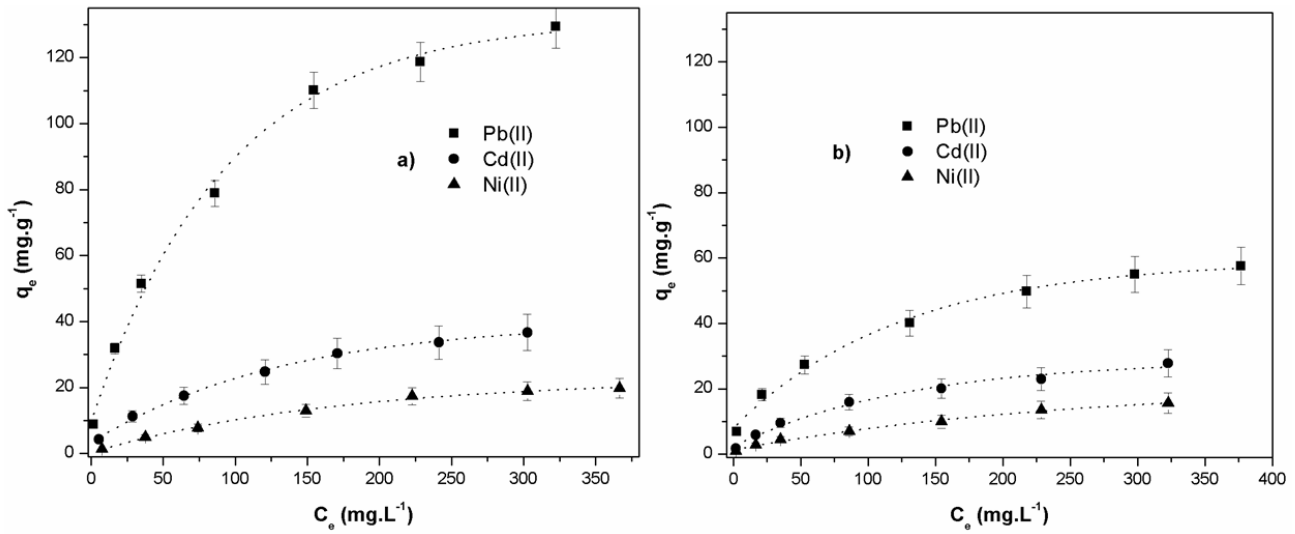 120
100
80
60
40
20
0
qₑ (mg.g⁻¹)
a)
Pb(II)
Cd(II)
Ni(II)
0 50 100 150 200 250 300 350
Cₑ (mg.L⁻¹)
120
100
80
60
40
20
0
qₑ (mg.g⁻¹)
b)
Pb(II)
Cd(II)
Ni(II)
0 50 100 150 200 250 300 350 400
Cₑ (mg.L⁻¹)